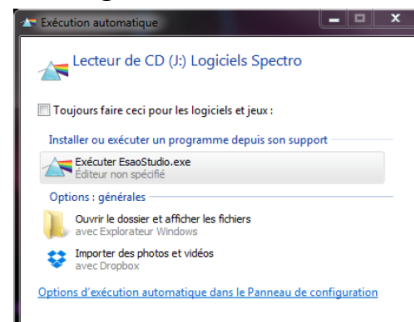 Exécution automatique
Lecteur de CD (J:) Logiciels Spectro
Toujours faire ceci pour les logiciels et jeux :
Installer ou exécuter un programme depuis son support
Exécuter EsaoStudio.exe
Éditeur non spécifié
Options : générales
Ouvrir le dossier et afficher les fichiers
avec Explorateur Windows
Importer des photos et vidéos
avec Dropbox
Options d'exécution automatique dans le Panneau de configuration